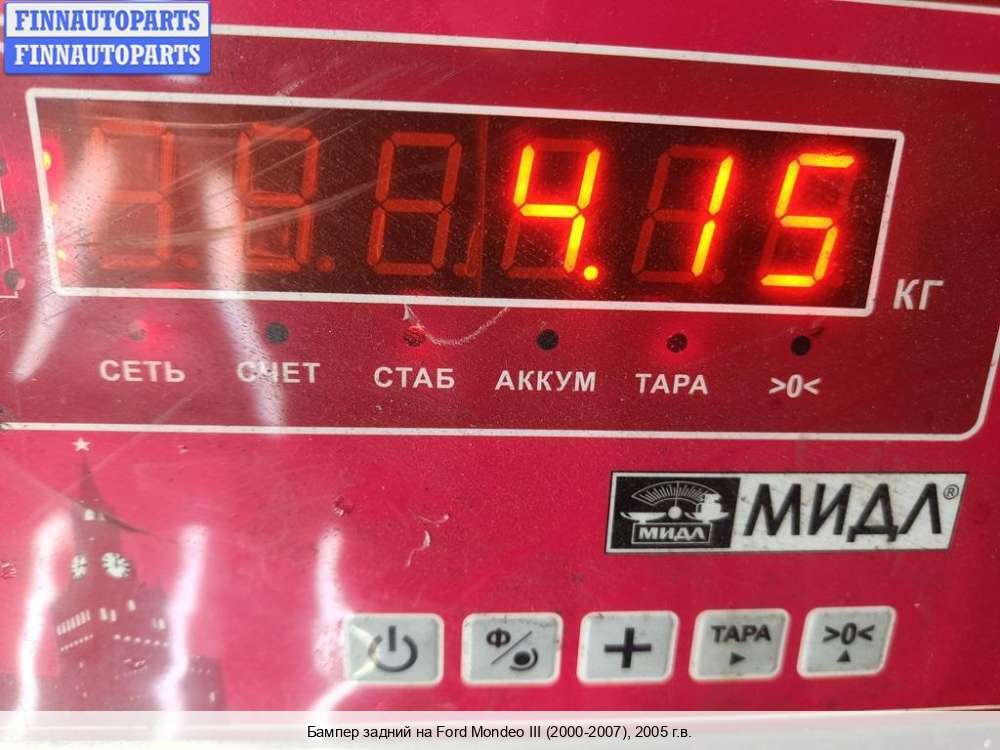 FINNAUTOPARTS
FINNAUTOPARTS
4.15
КГ
СЕТЬ СЧЕТ СТАБ АККУМ ТАРА >0<
МИДЛ МИДЛ®
Ф ТАРА >0<
Бампер задний на Ford Mondeo III (2000-2007), 2005 г.в.